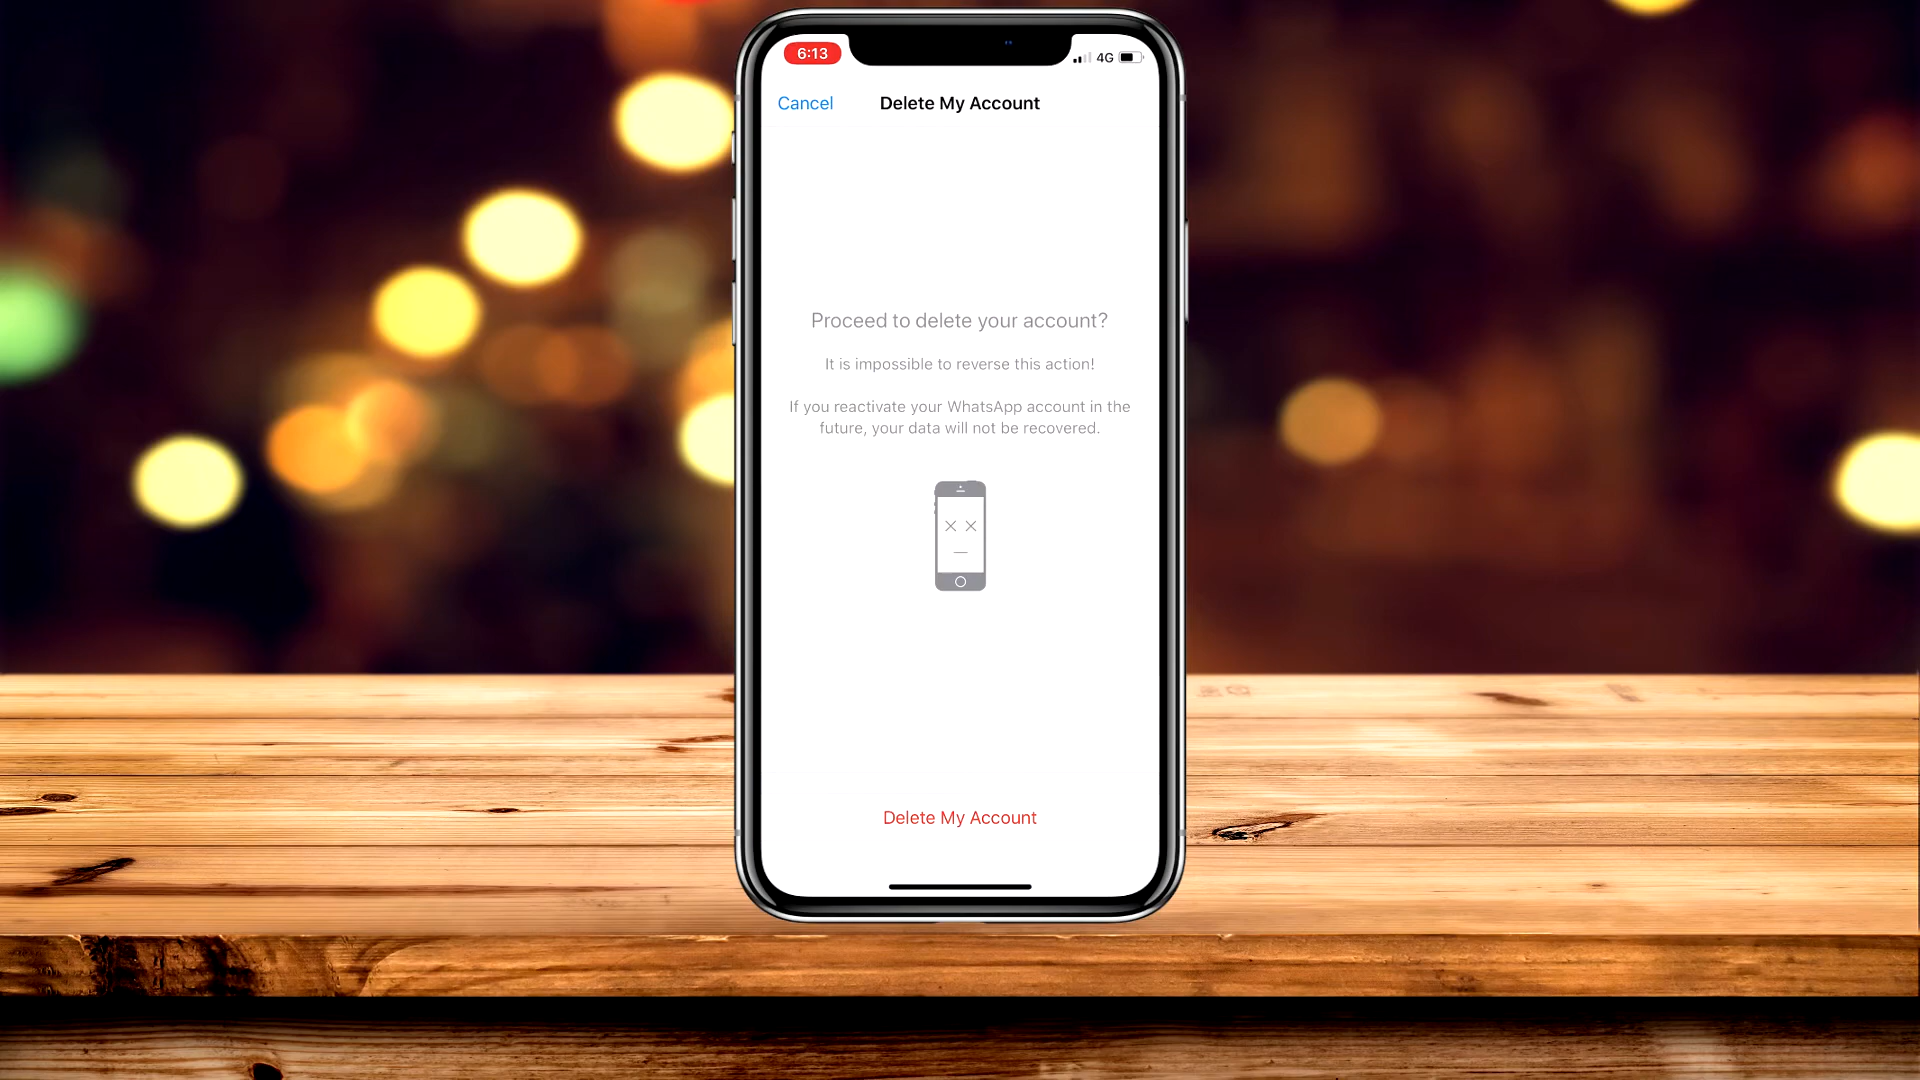 6:13
4G
Cancel
Delete My Account
Proceed to delete your account?
It is impossible to reverse this action!
If you reactivate your WhatsApp account in the
future, your data will not be recovered.
Delete My Account